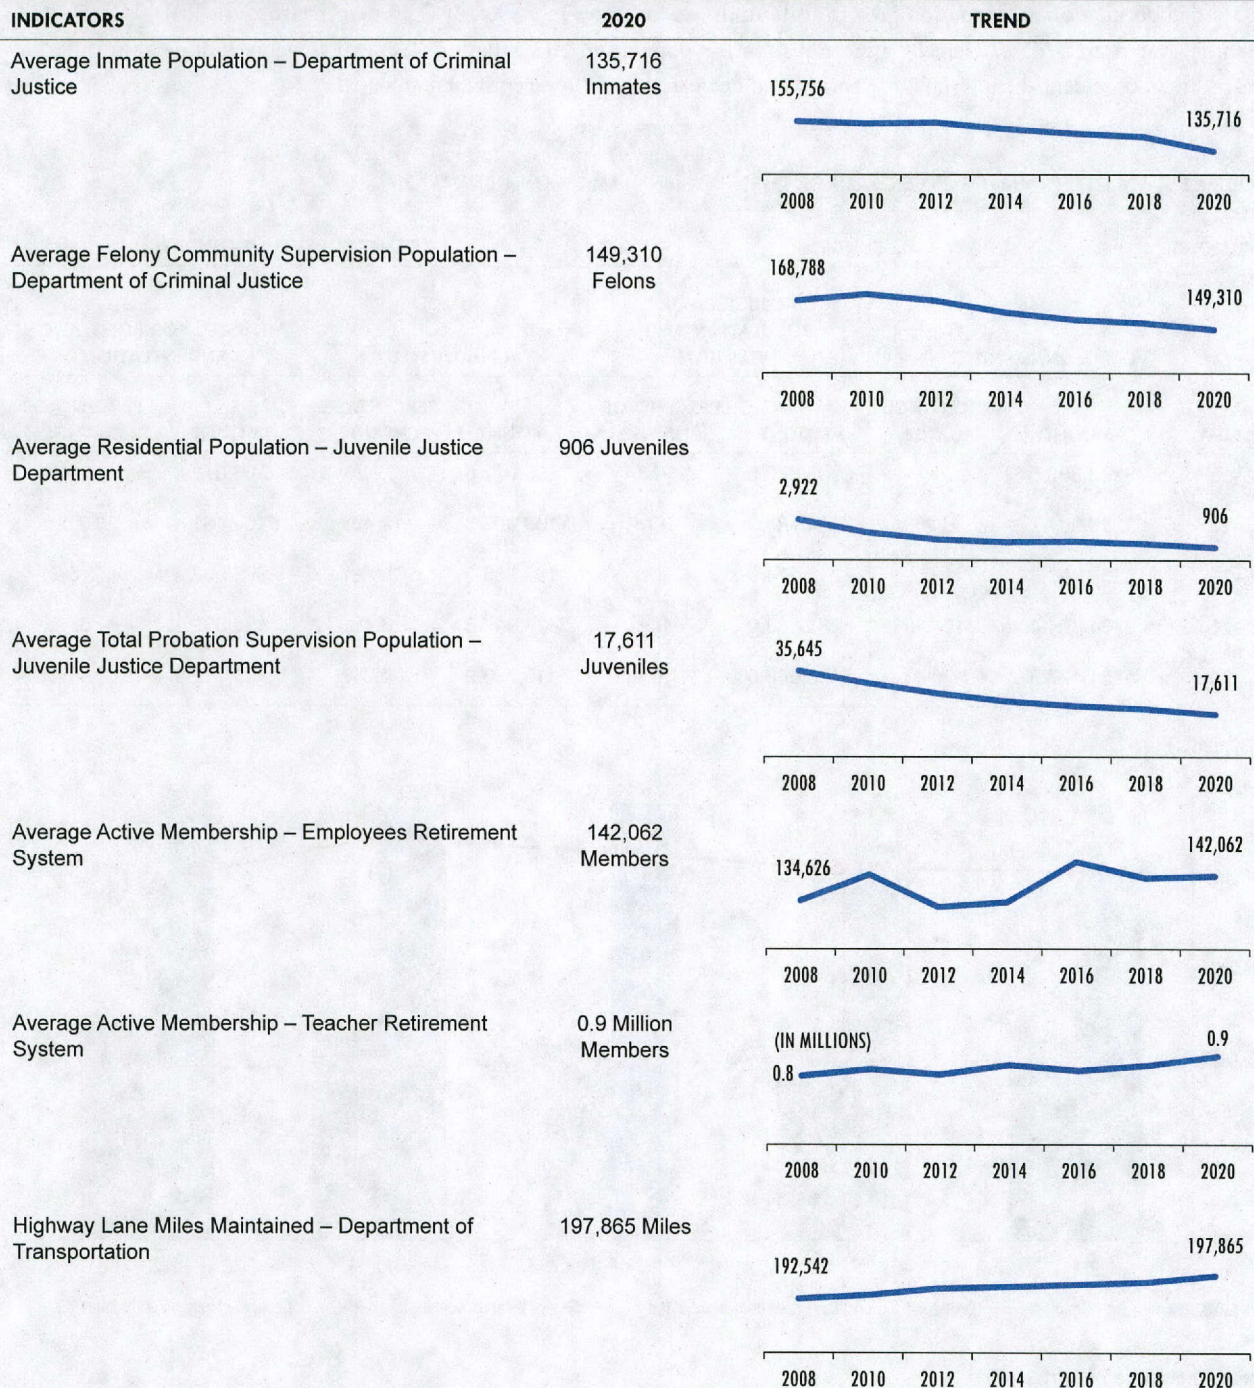 INDICATORS 2020 TREND
Average Inmate Population – Department of Criminal
Justice
135,716
Inmates
155,756
135,716
2008 2010 2012 2014 2016 2018 2020
Average Felony Community Supervision Population –
Department of Criminal Justice
149,310
Felons
168,788
149,310
2008 2010 2012 2014 2016 2018 2020
Average Residential Population – Juvenile Justice
Department
906 Juveniles
2,922
906
2008 2010 2012 2014 2016 2018 2020
Average Total Probation Supervision Population –
Juvenile Justice Department
17,611
Juveniles
35,645
17,611
2008 2010 2012 2014 2016 2018 2020
Average Active Membership – Employees Retirement
System
142,062
Members
134,626
142,062
2008 2010 2012 2014 2016 2018 2020
Average Active Membership – Teacher Retirement
System
0.9 Million
Members
(IN MILLIONS)
0.8
0.9
2008 2010 2012 2014 2016 2018 2020
Highway Lane Miles Maintained – Department of
Transportation
197,865 Miles
192,542
197,865
2008 2010 2012 2014 2016 2018 2020